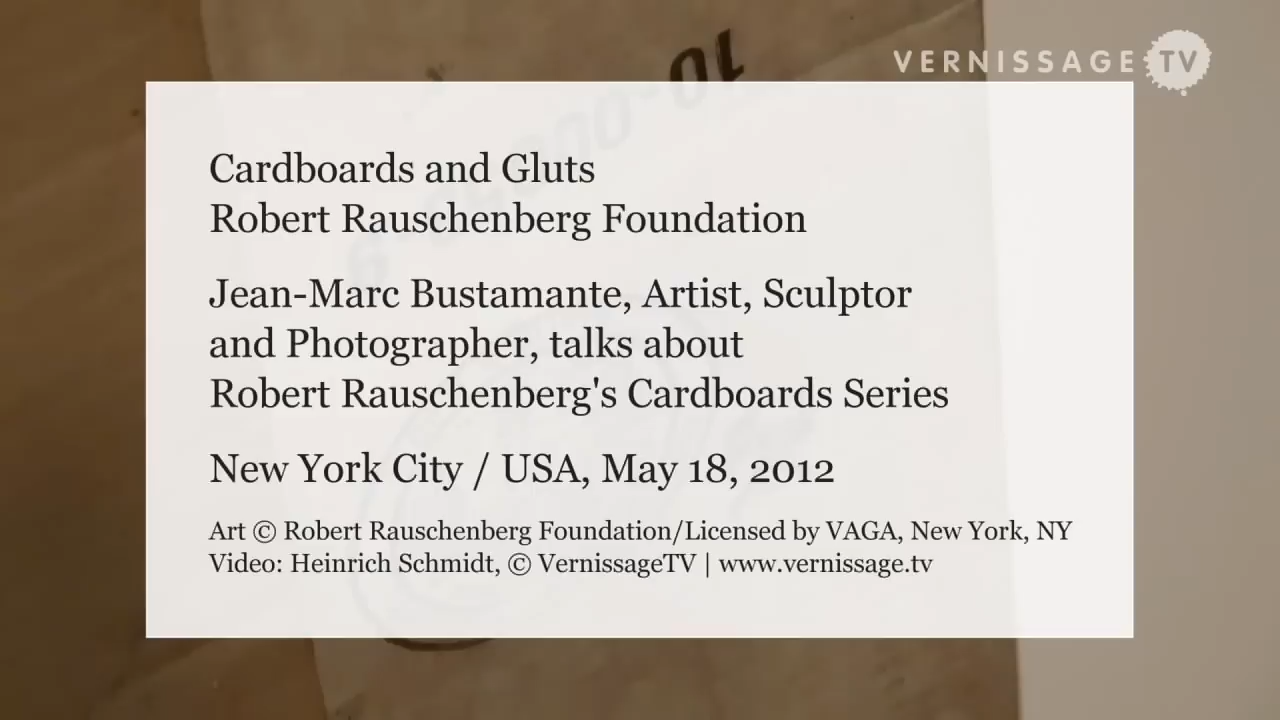 VERNISSAGE TV
Cardboards and Gluts
Robert Rauschenberg Foundation
Jean-Marc Bustamante, Artist, Sculptor
and Photographer, talks about
Robert Rauschenberg's Cardboards Series
New York City / USA, May 18, 2012
Art © Robert Rauschenberg Foundation/Licensed by VAGA, New York, NY
Video: Heinrich Schmidt, © VernissageTV | www.vernissage.tv